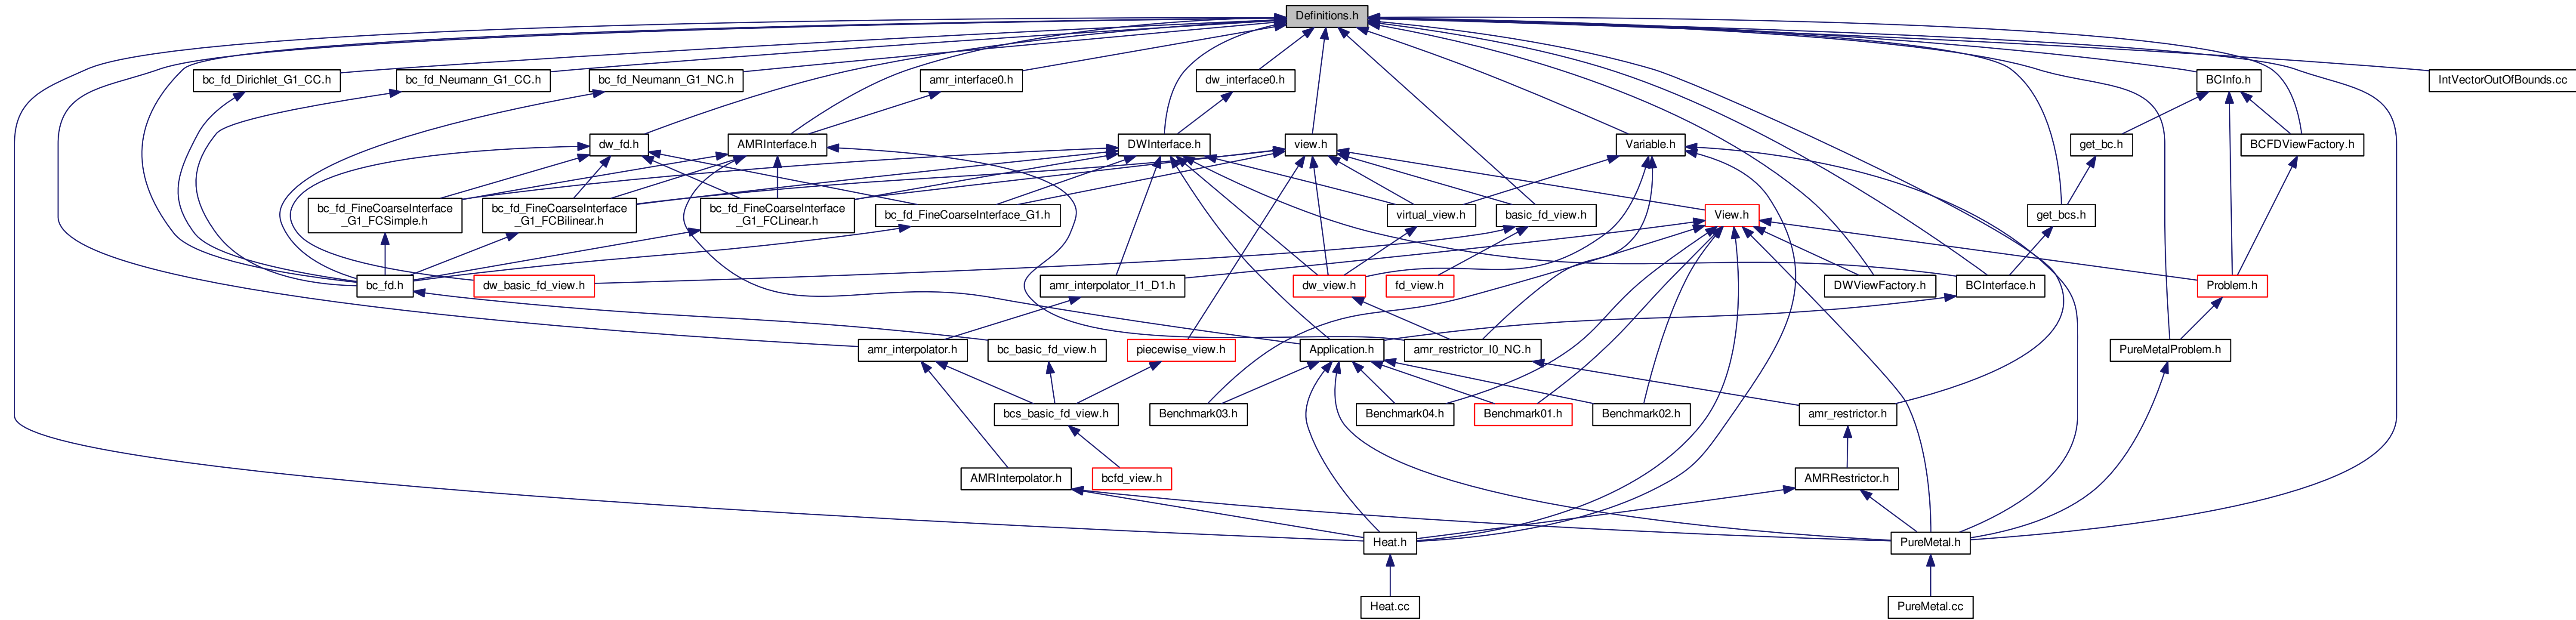 Definitions.h
bc_fd_Dirichlet_G1_CC.h
bc_fd_Neumann_G1_CC.h
bc_fd_Neumann_G1_NC.h
amr_interface0.h
dw_interface0.h
BCInfo.h
IntVectorOutOfBounds.cc
dw_fd.h
AMRInterface.h
DWInterface.h
view.h
Variable.h
get_bc.h
BCFDViewFactory.h
bc_fd_FineCoarseInterface
_G1_FCSimple.h
bc_fd_FineCoarseInterface
_G1_FCBilinear.h
bc_fd_FineCoarseInterface
_G1_FCLinear.h
bc_fd_FineCoarseInterface_G1.h
virtual_view.h
basic_fd_view.h
View.h
get_bcs.h
bc_fd.h
dw_basic_fd_view.h
amr_interpolator_I1_D1.h
dw_view.h
fd_view.h
DWViewFactory.h
BCInterface.h
Problem.h
amr_interpolator.h
bc_basic_fd_view.h
piecewise_view.h
Application.h
amr_restrictor_I0_NC.h
PureMetalProblem.h
bcs_basic_fd_view.h
Benchmark03.h
Benchmark04.h
Benchmark01.h
Benchmark02.h
amr_restrictor.h
AMRInterpolator.h
bcfd_view.h
AMRRestrictor.h
Heat.h
PureMetal.h
Heat.cc
PureMetal.cc